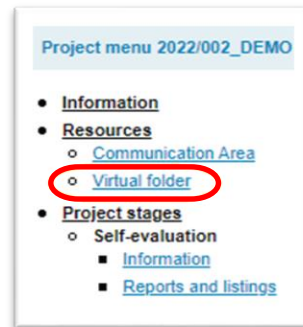 Project menu 2022/002_DEMO
Information
Resources
Communication Area
Virtual folder
Project stages
Self-evaluation
Information
Reports and listings